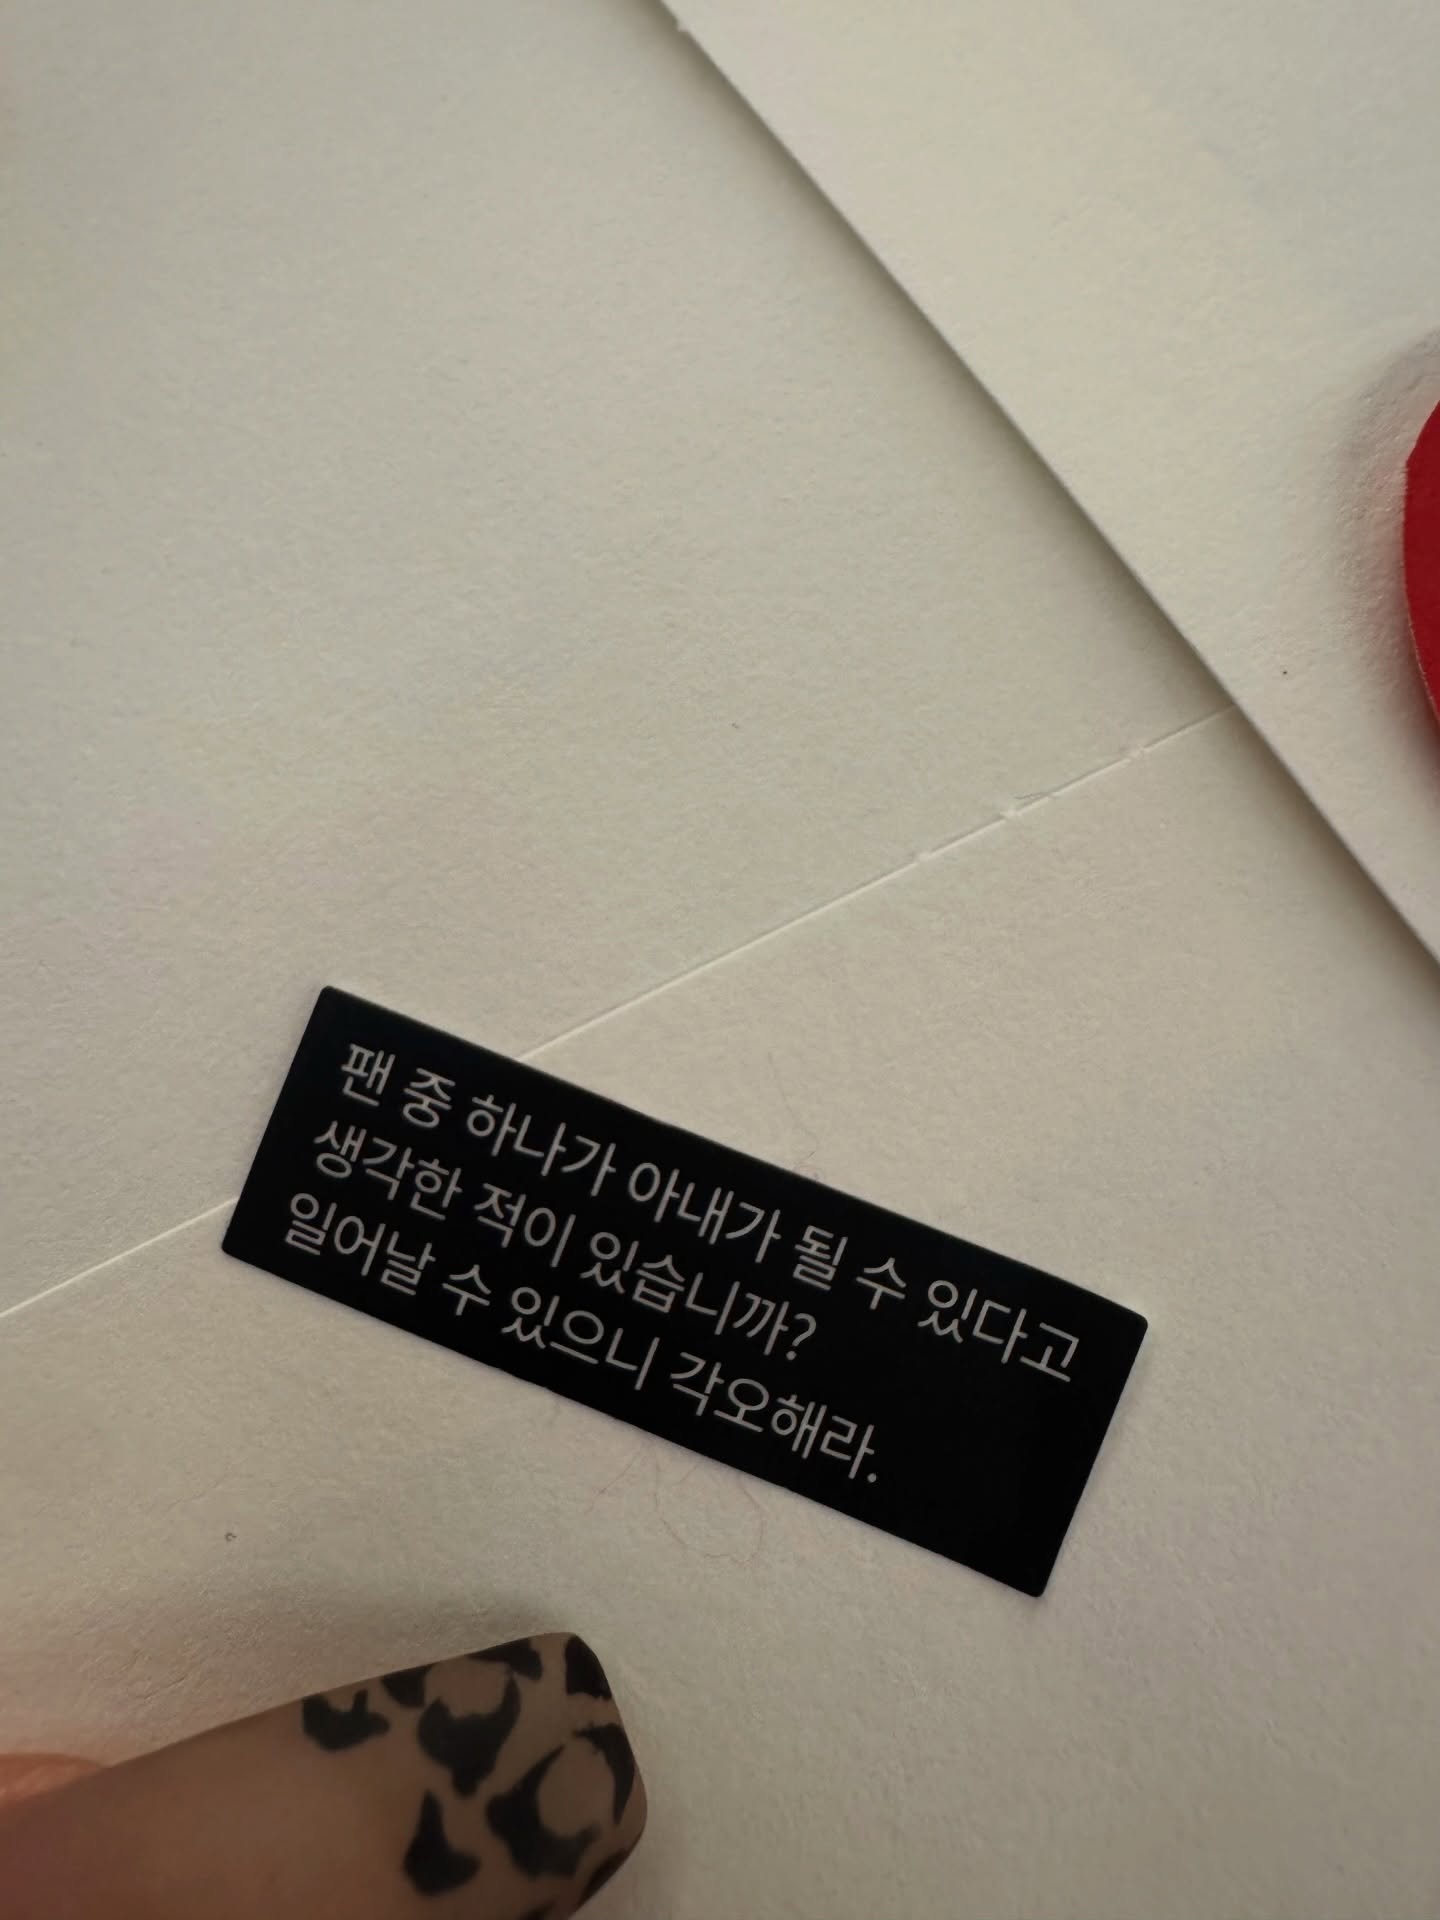 팬 중 하나가 아내가 될 수 있다고
생각한 적이 있습니까?
일어날 수 있으니 각오해라.